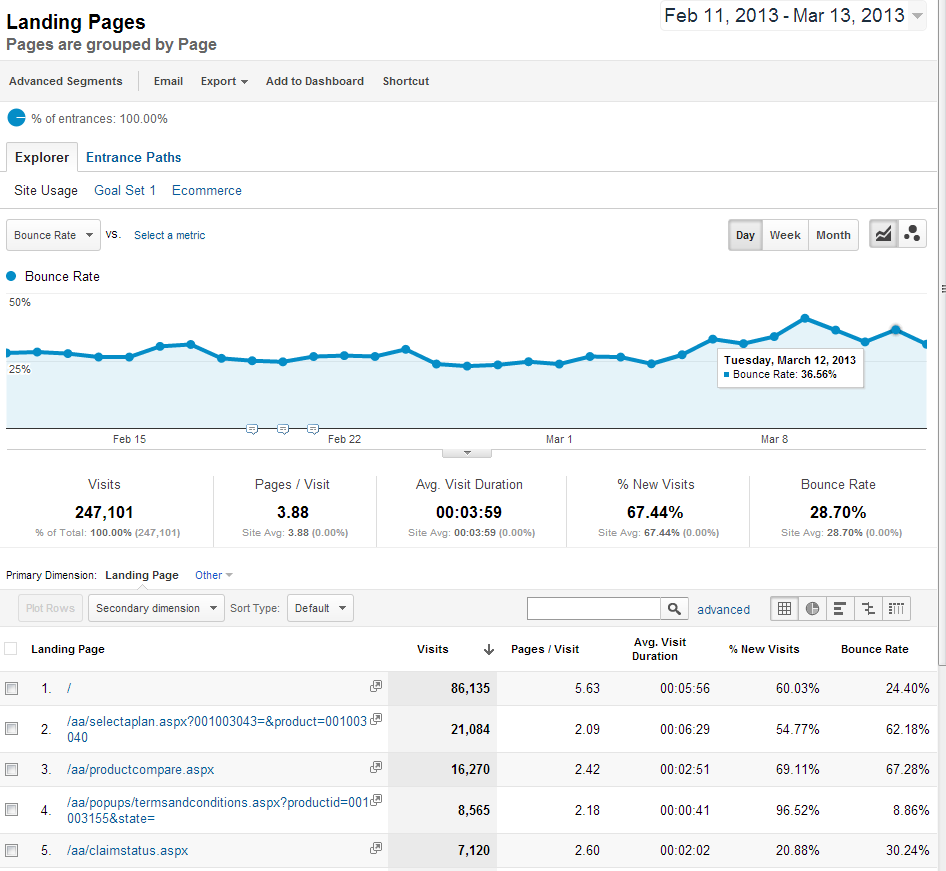 Landing Pages
Feb 11, 2013 - Mar 13, 2013
Pages are grouped by Page
Advanced Segments Email Export Add to Dashboard Shortcut
% of entrances: 100.00%
Explorer Entrance Paths
Site Usage Goal Set 1 Ecommerce
Bounce Rate vs. Select a metric Day Week Month
Bounce Rate
50%
25%
Tuesday, March 12, 2013
Bounce Rate: 36.56%
Feb 15 Feb 22 Mar 1 Mar 8
Visits Pages / Visit Avg. Visit Duration % New Visits Bounce Rate
247,101 3.88 00:03:59 67.44% 28.70%
% of Total: 100.00% (247,101) Site Avg: 3.88 (0.00%) Site Avg: 00:03:59 (0.00%) Site Avg: 67.44% (0.00%) Site Avg: 28.70% (0.00%)
Primary Dimension: Landing Page Other
Plot Rows Secondary dimension Sort Type: Default advanced
Landing Page Visits Pages / Visit Avg. Visit Duration % New Visits Bounce Rate
1. / 86,135 5.63 00:05:56 60.03% 24.40%
2. /aa/selectaplan.aspx?001003043=&product=001003
040 21,084 2.09 00:06:29 54.77% 62.18%
3. /aa/productcompare.aspx 16,270 2.42 00:02:51 69.11% 67.28%
4. /aa/popups/termsandconditions.aspx?productid=001
003155&state= 8,565 2.18 00:00:41 96.52% 8.86%
5. /aa/claimstatus.aspx 7,120 2.60 00:02:02 20.88% 30.24%